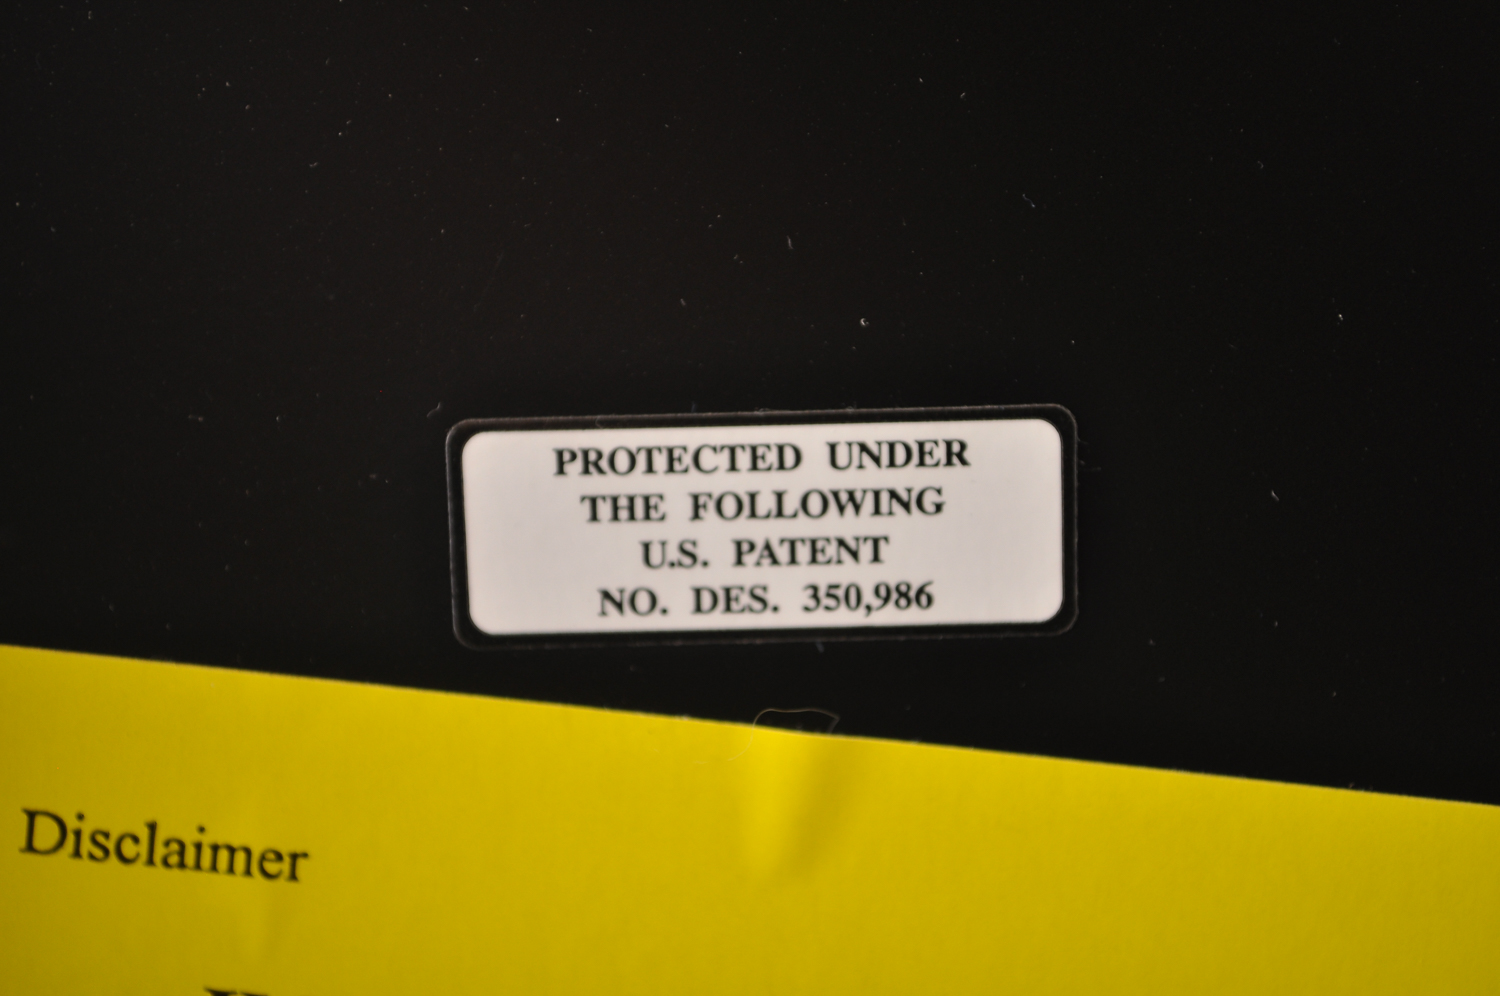 PROTECTED UNDER
THE FOLLOWING
U.S. PATENT
NO. DES. 350,986
Disclaimer